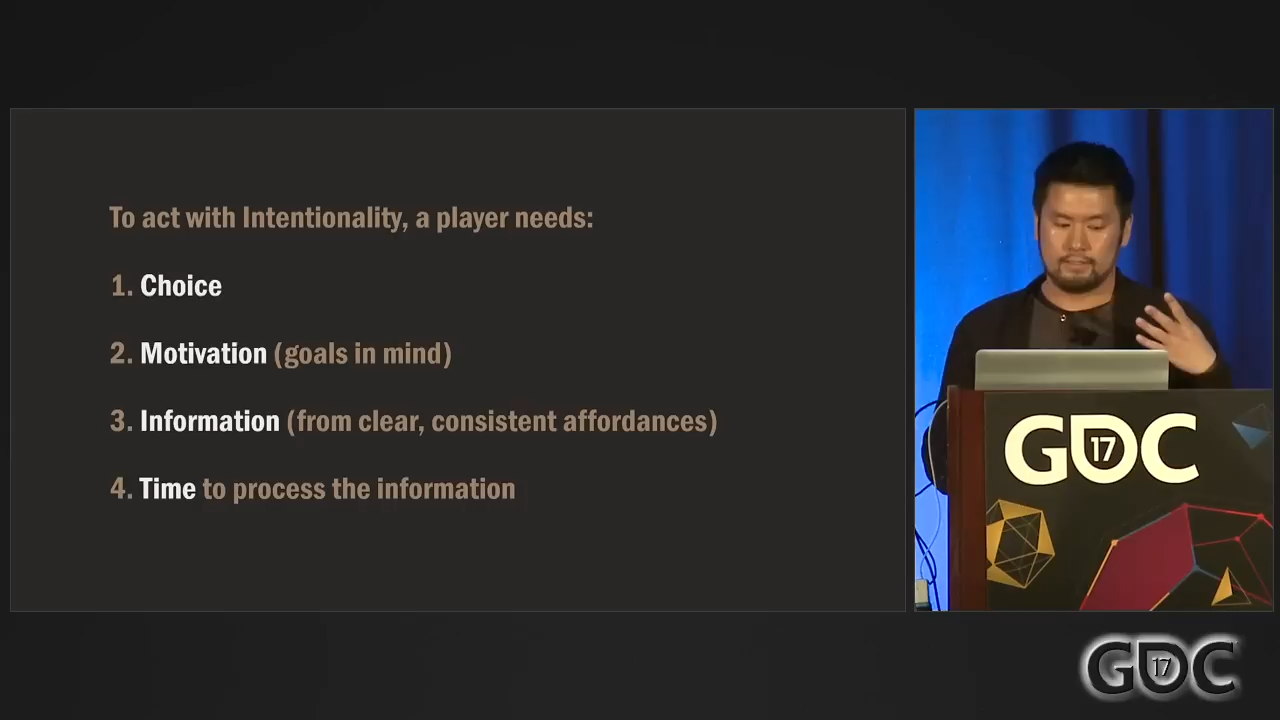 To act with Intentionality, a player needs:
1. Choice
2. Motivation (goals in mind)
3. Information (from clear, consistent affordances)
4. Time to process the information
GDC
17
GDC
17